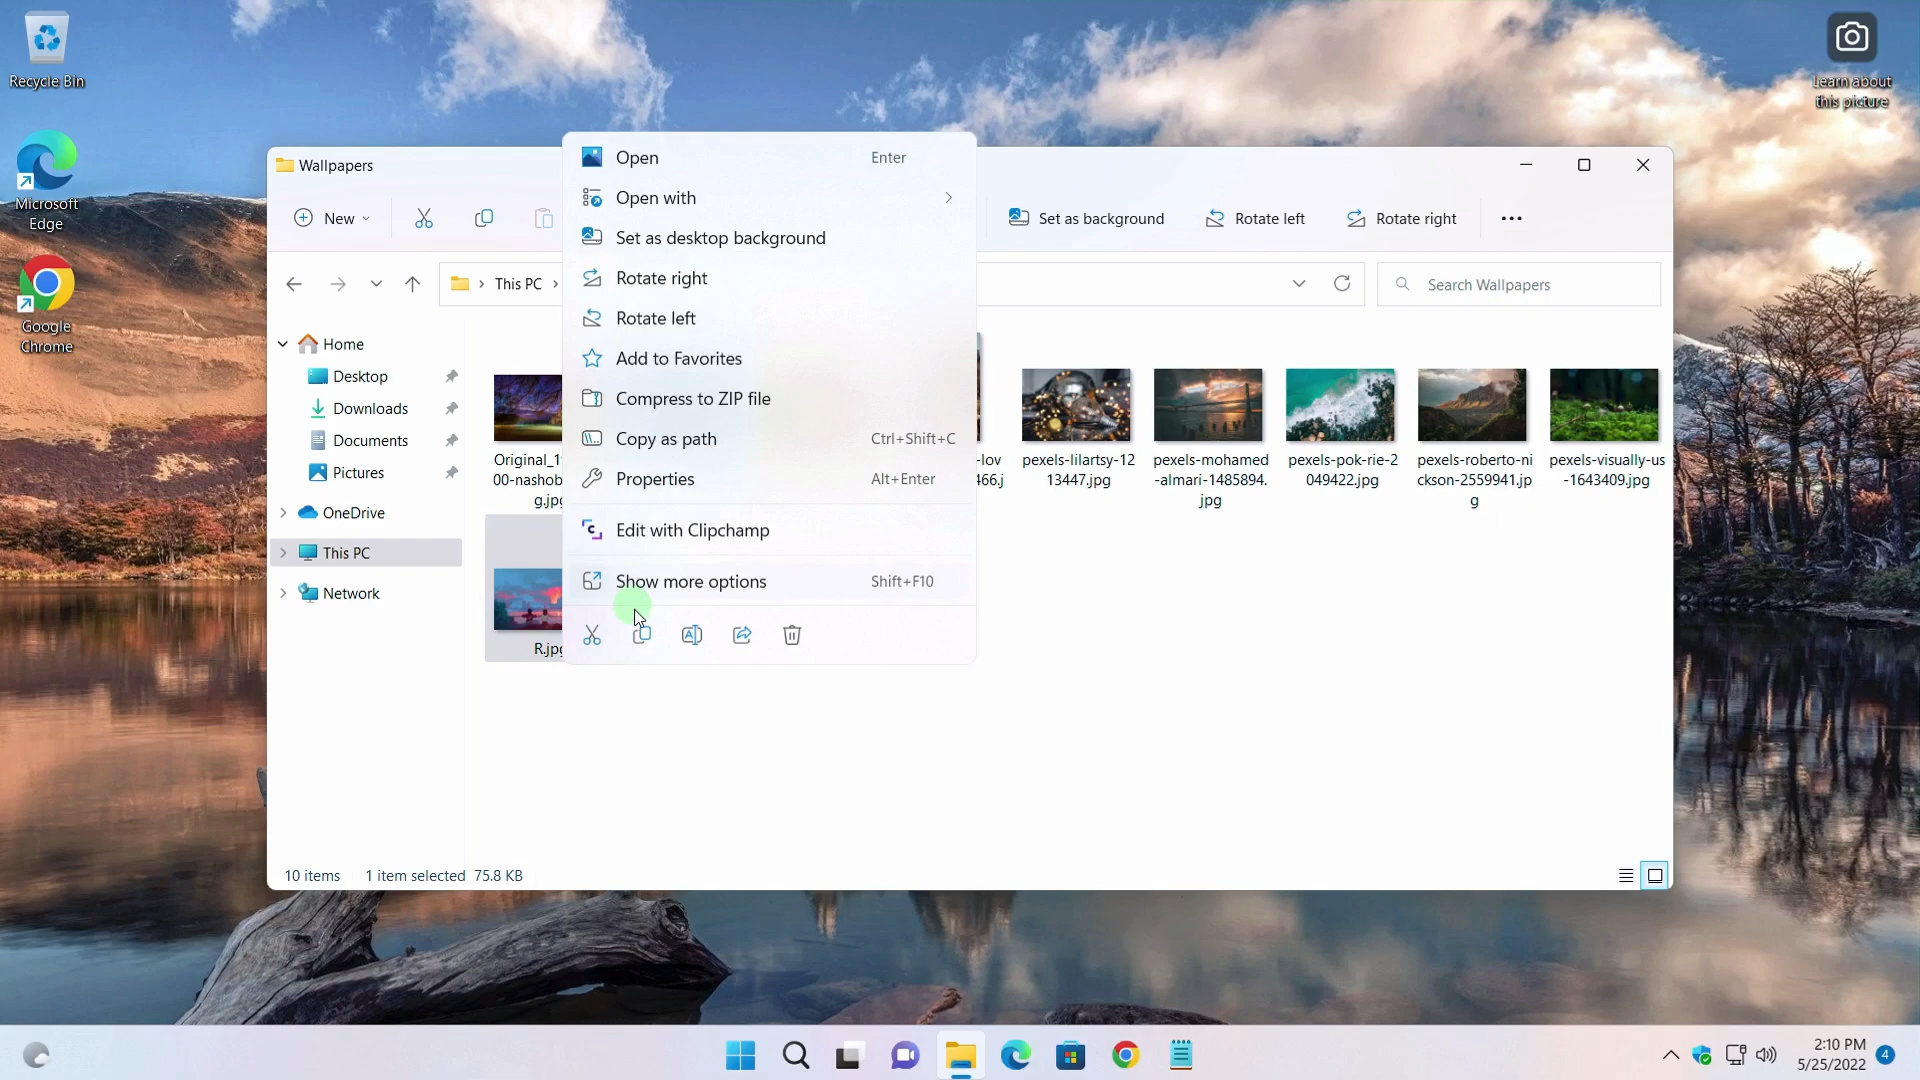 Recycle Bin
Microsoft
Edge
Google
Chrome
Learn about
this picture
Wallpapers
New
Set as background
Rotate left
Rotate right
This PC
Search Wallpapers
Home
Desktop
Downloads
Documents
Pictures
OneDrive
This PC
Network
Open Enter
Open with
Set as desktop background
Rotate right
Rotate left
Add to Favorites
Compress to ZIP file
Copy as path Ctrl+Shift+C
Properties Alt+Enter
Edit with Clipchamp
Show more options Shift+F10
Original_1
00-nashob
g.jpg
-lov
466.j
pexels-lilartsy-12
13447.jpg
pexels-mohamed
-almari-1485894.
jpg
pexels-pok-rie-2
049422.jpg
pexels-roberto-ni
ckson-2559941.jp
g
pexels-visually-us
-1643409.jpg
R.jpg
10 items 1 item selected 75.8 KB
2:10 PM
5/25/2022
4